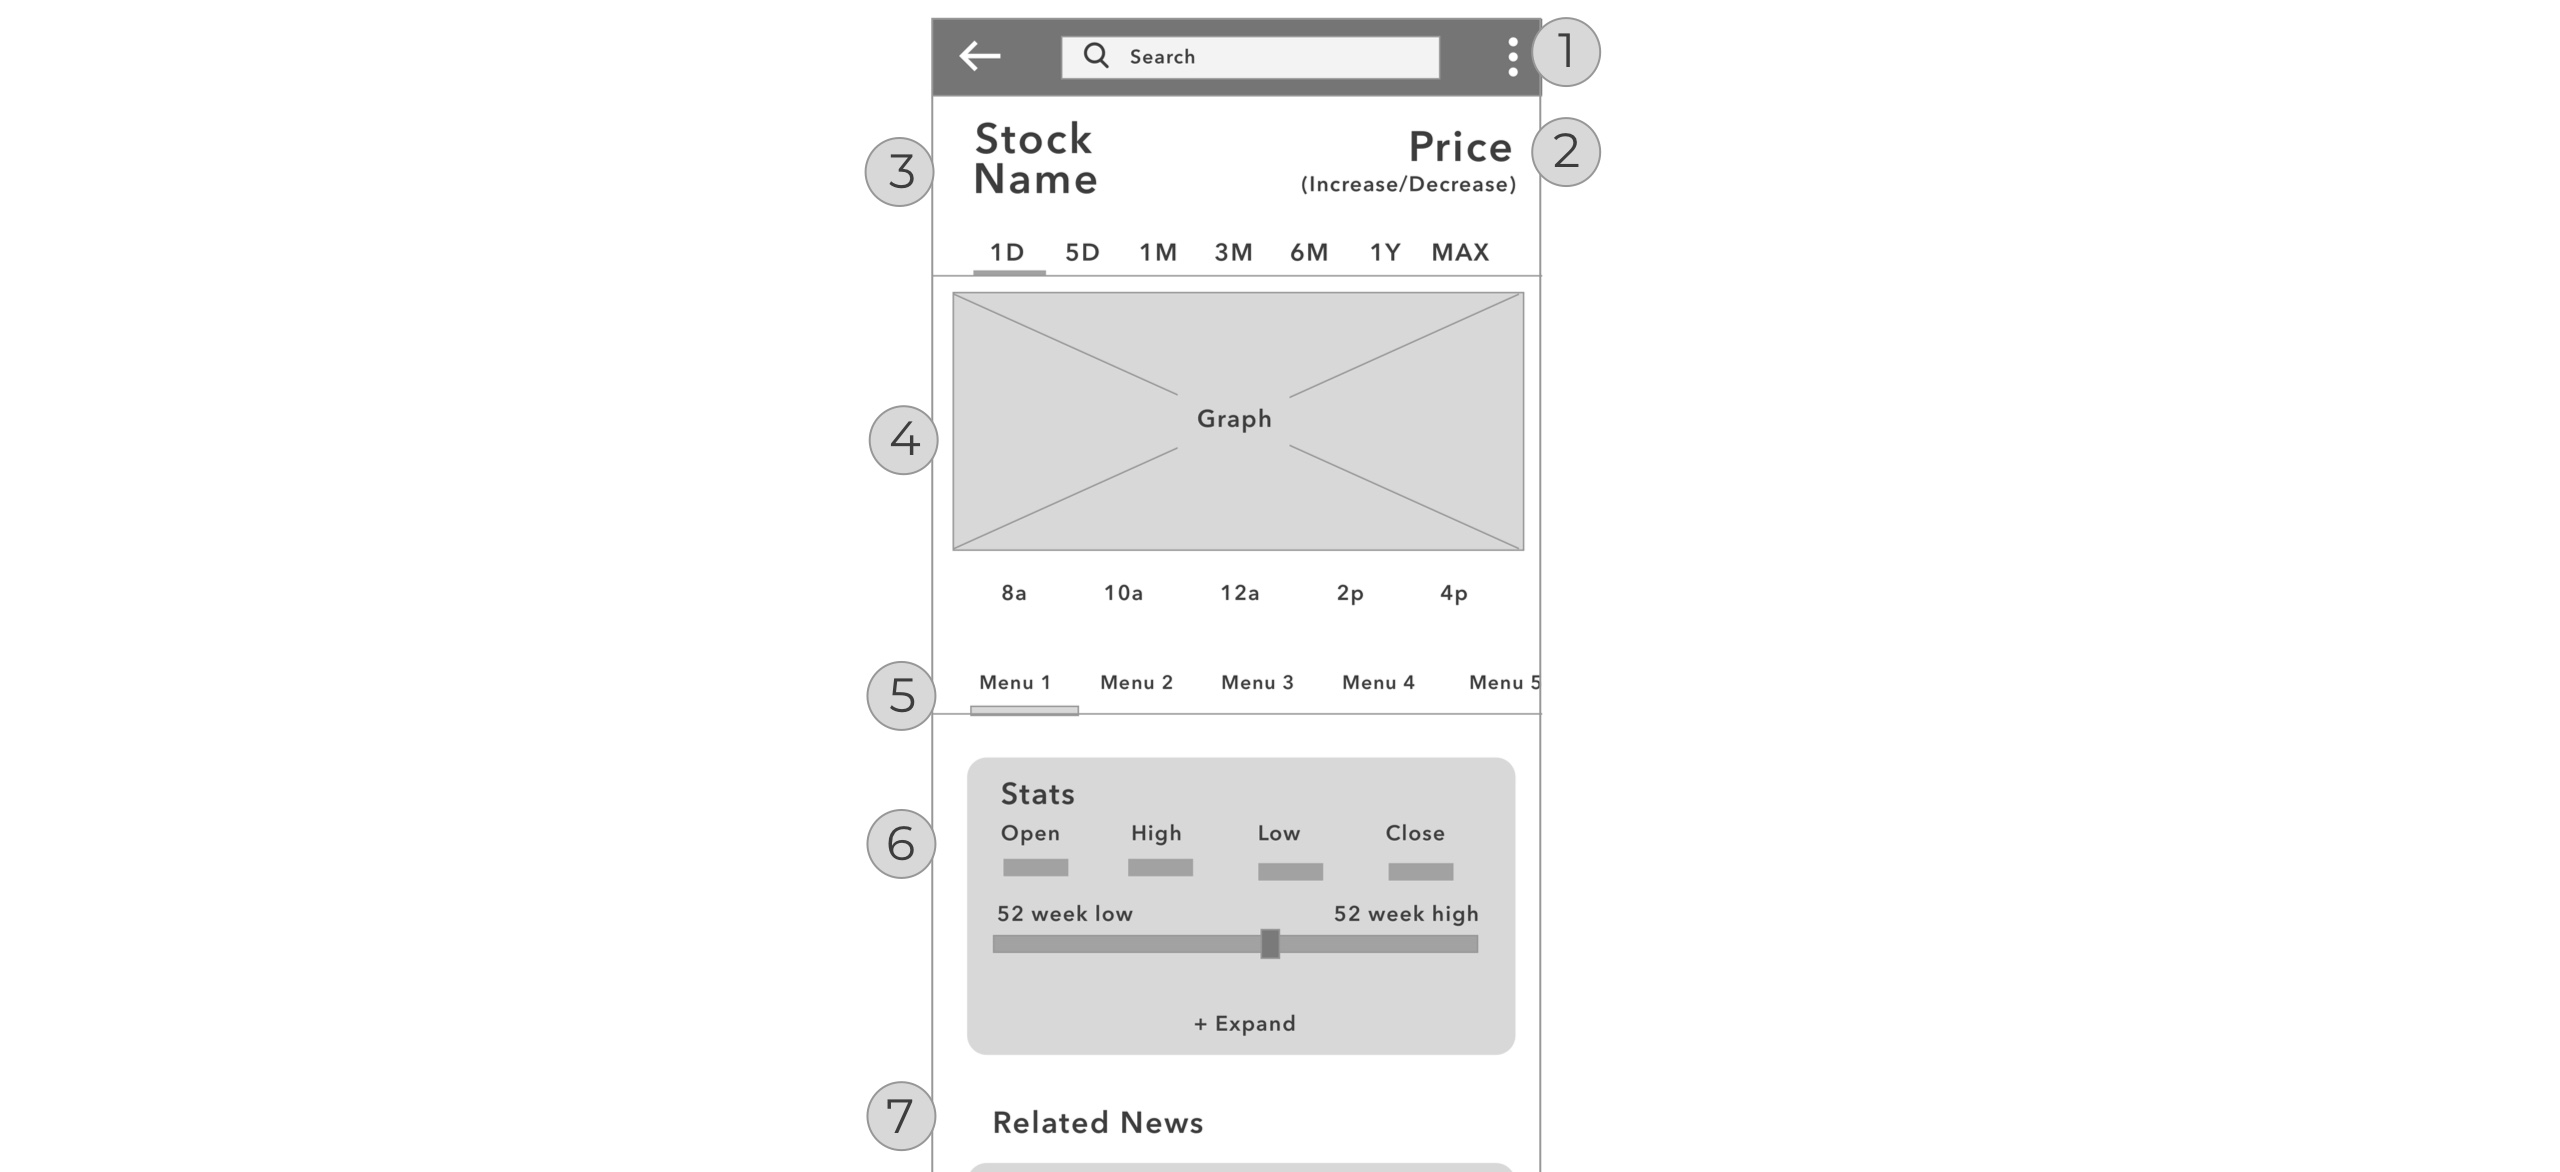 Search
1
Stock
Name
Price
(Increase/Decrease)
2
3
1D 5D 1M 3M 6M 1Y MAX
Graph
4
8a 10a 12a 2p 4p
Menu 1 Menu 2 Menu 3 Menu 4 Menu 5
5
Stats
Open High Low Close
6
52 week low 52 week high
+ Expand
7
Related News